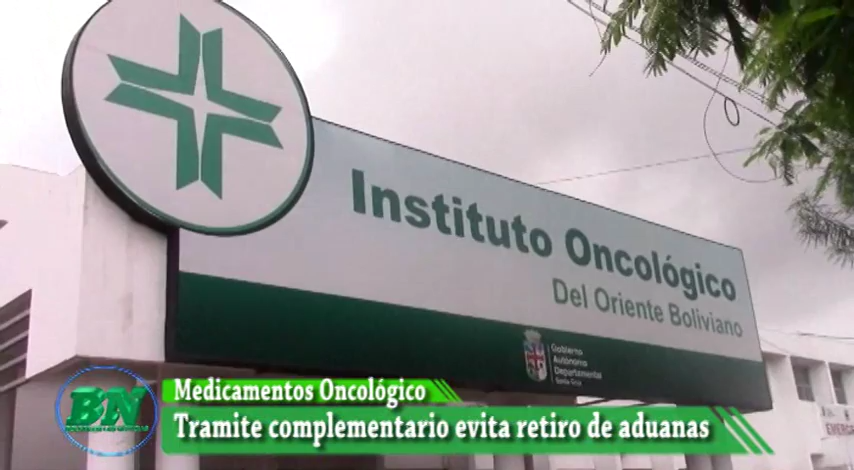 Instituto Oncológico
Del Oriente Boliviano
Gobierno
Autónomo
Departamental
Santa Cruz
EMERGE
BN
Medicamentos Oncológico
Tramite complementario evita retiro de aduanas